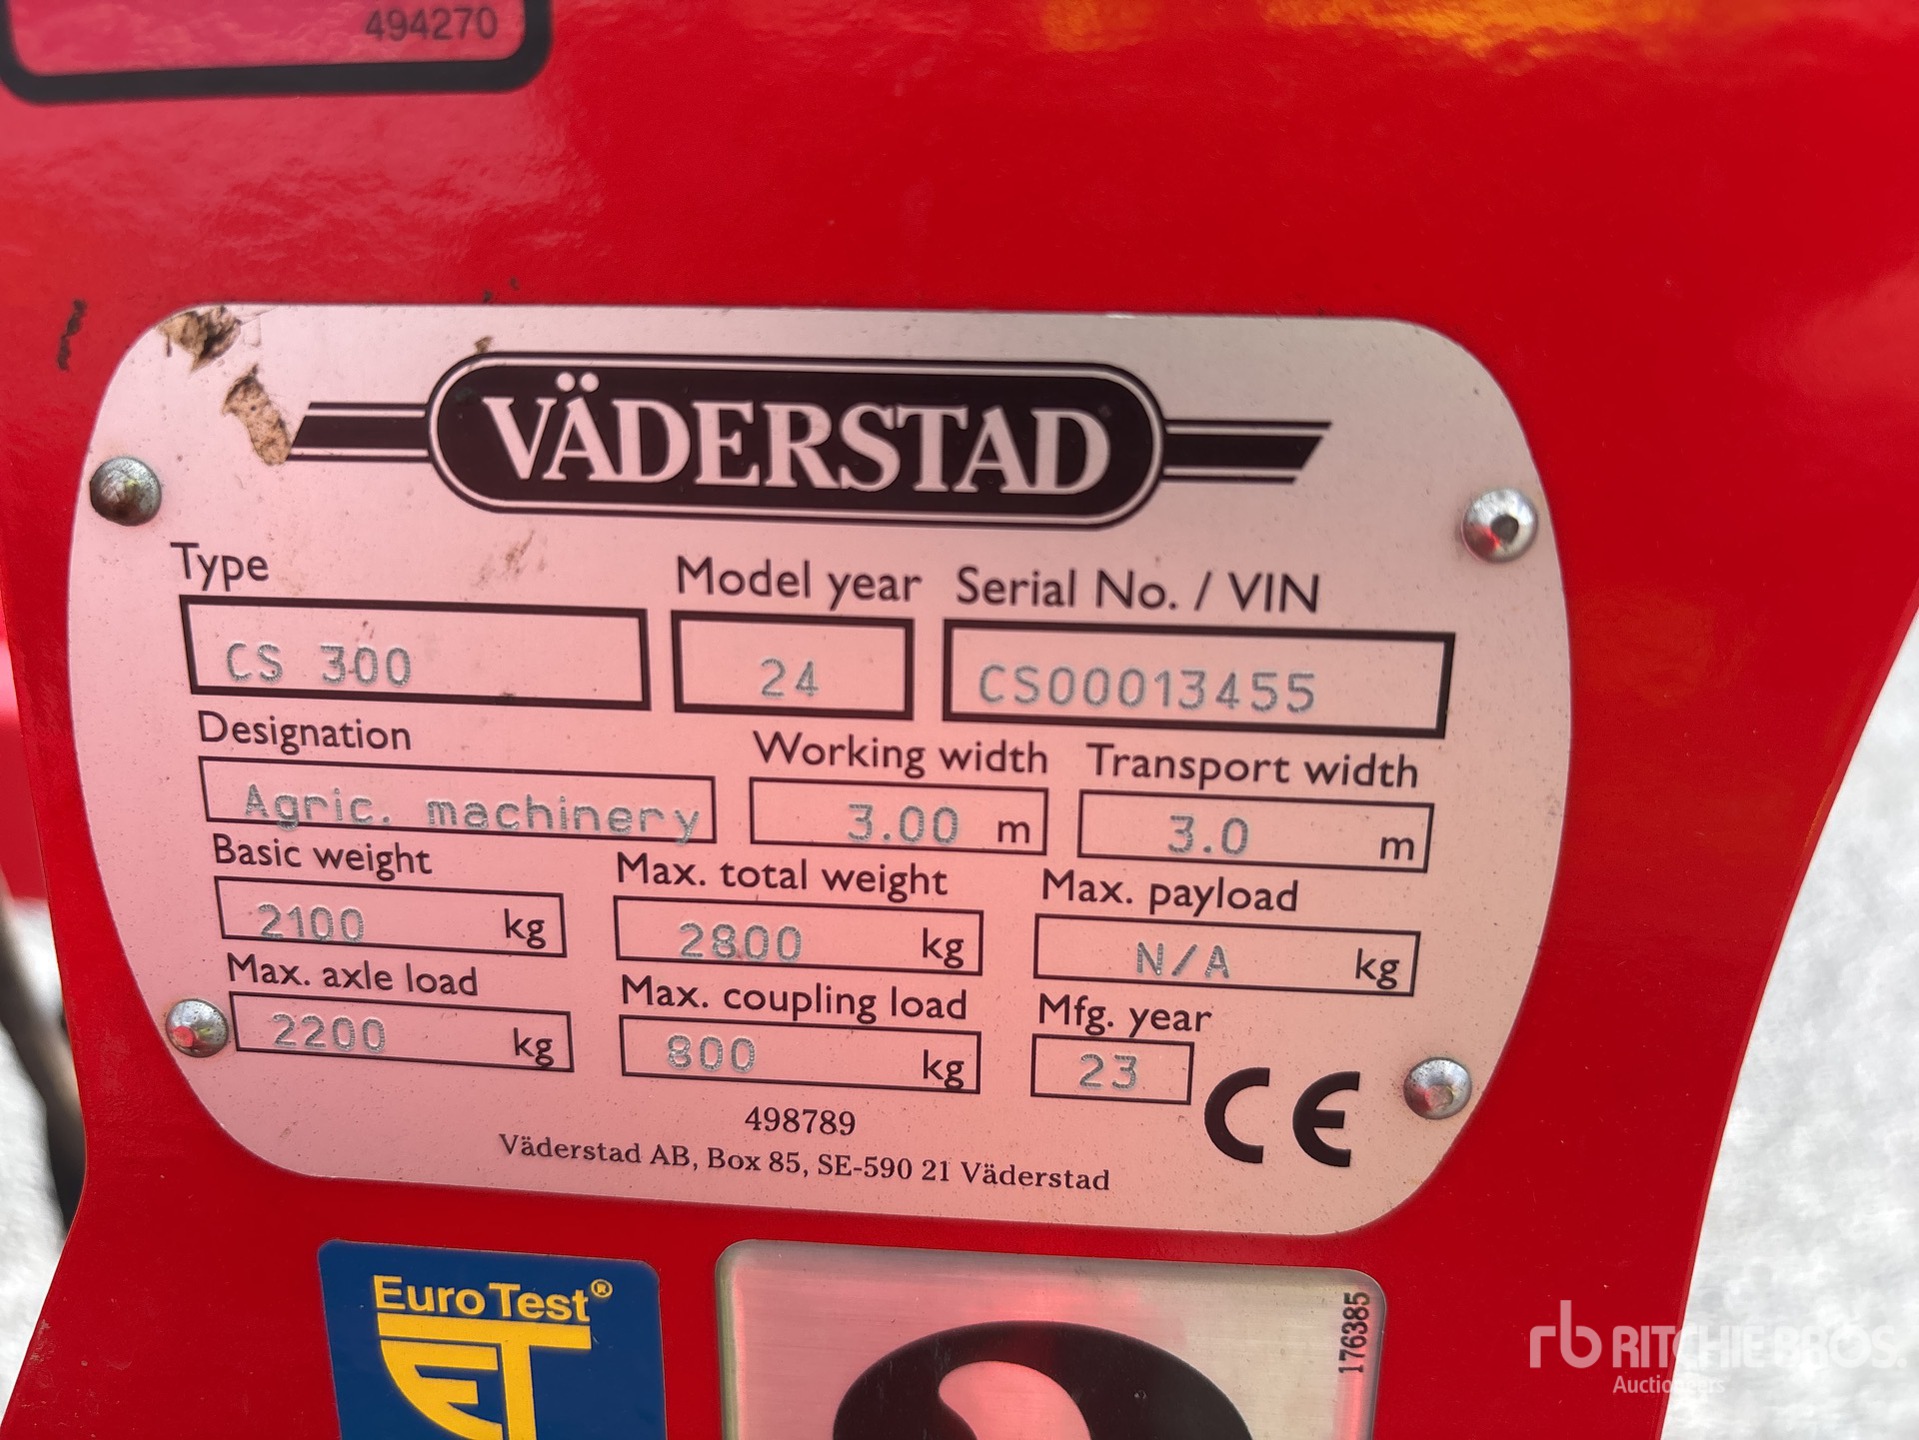 494270
VÄDERSTAD
Type Model year Serial No. / VIN
CS 300 24 CS00013455
Designation Working width Transport width
Agric. machinery 3.00 m 3.0 m
Basic weight Max. total weight Max. payload
2100 kg 2800 kg N/A kg
Max. axle load Max. coupling load Mfg. year
2200 kg 800 kg 23
CE
498789
Väderstad AB, Box 85, SE-590 21 Väderstad
EuroTest®
ET
176385
rb RITCHIE BROS.
Auctioneers